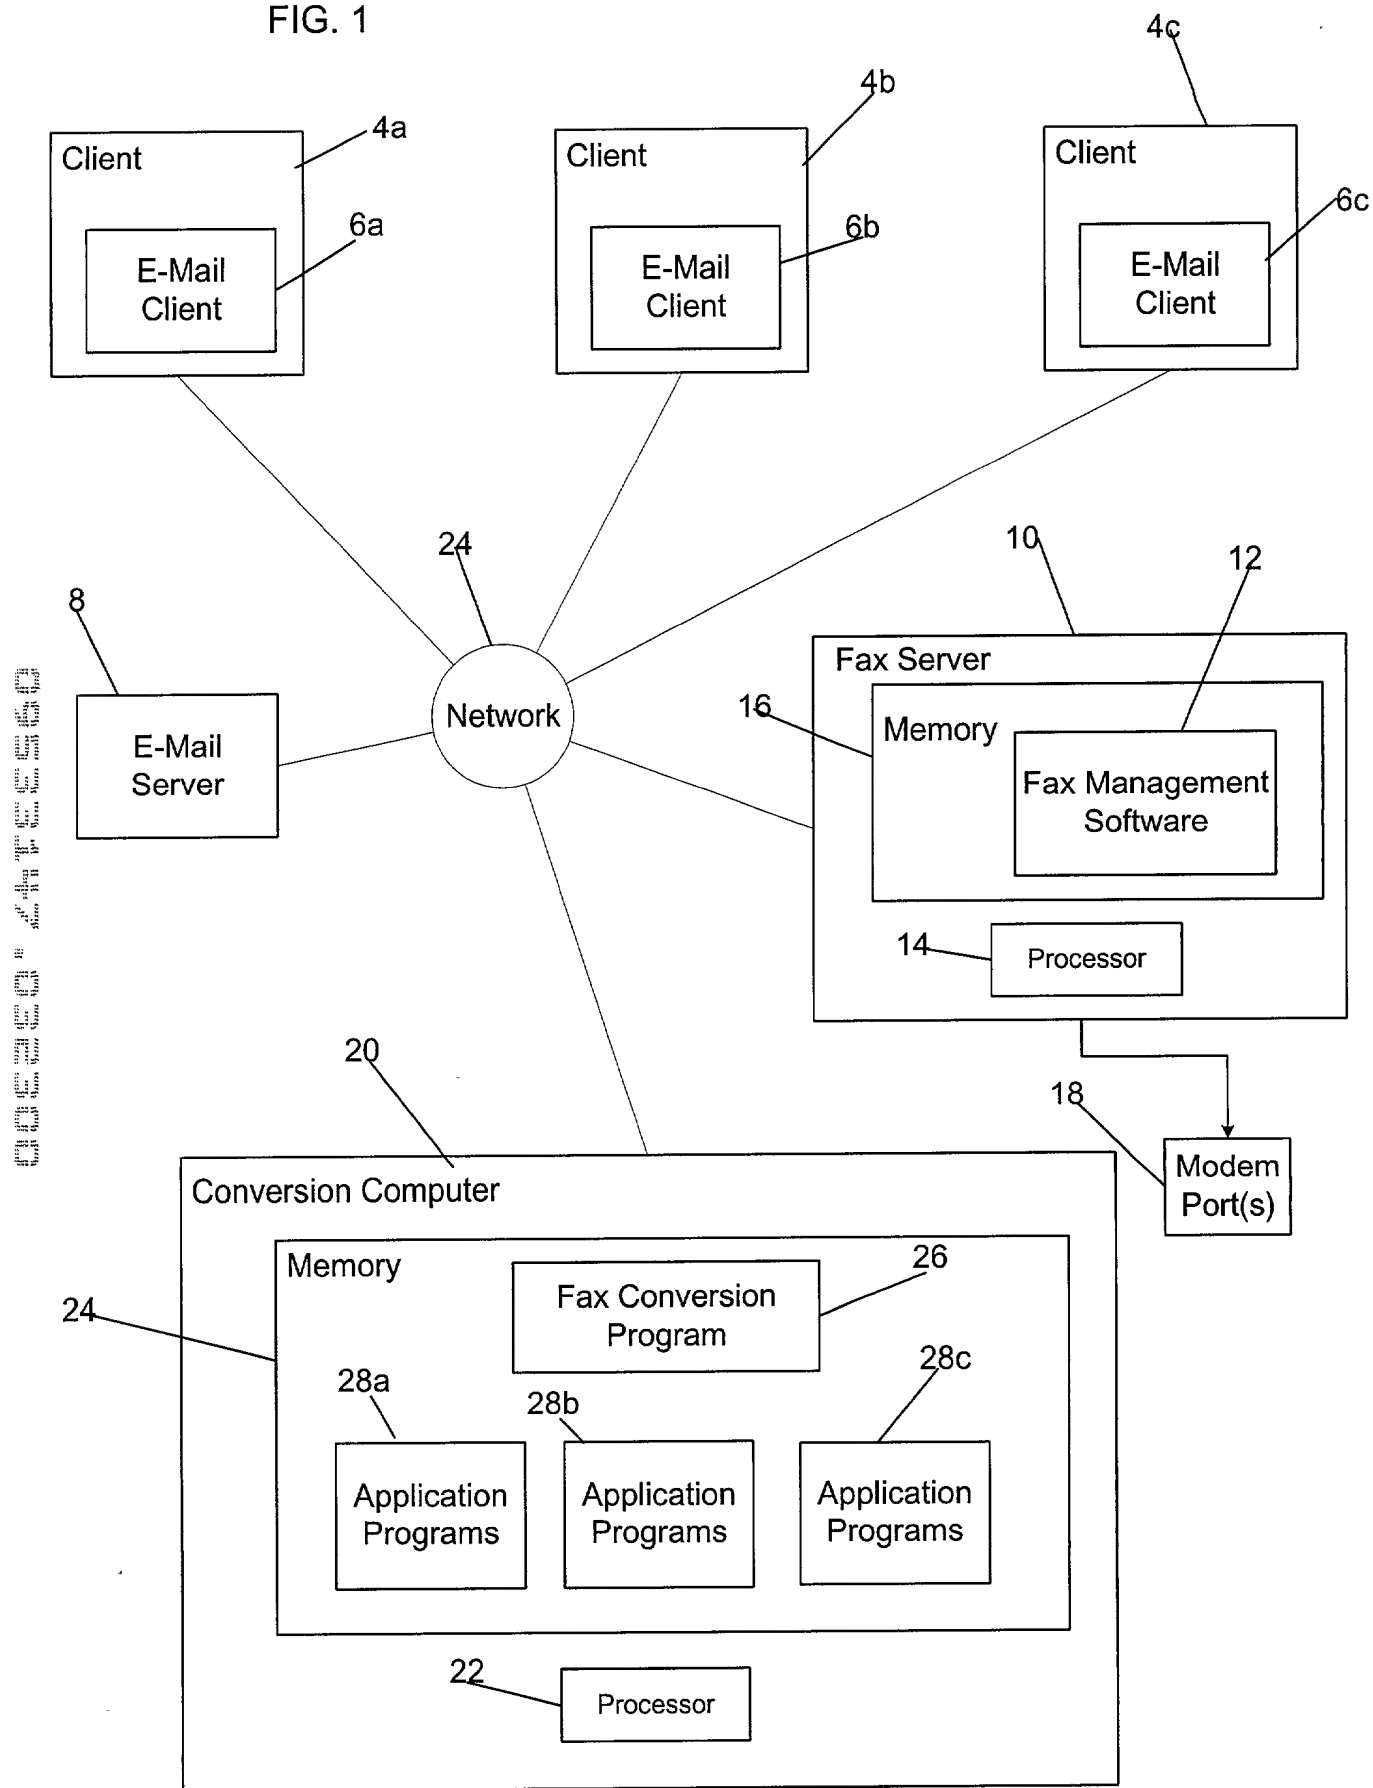 FIG. 1
4c
4b
4a
Client
Client
Client
6a
6b
6c
E-Mail
Client
E-Mail
Client
E-Mail
Client
24
10
12
8
Fax Server
16
Memory
Network
E-Mail
Server
Fax Management
Software
14
Processor
20
18
Modem
Port(s)
Conversion Computer
Memory
26
Fax Conversion
Program
24
28a
28b
28c
Application
Programs
Application
Programs
Application
Programs
22
Processor